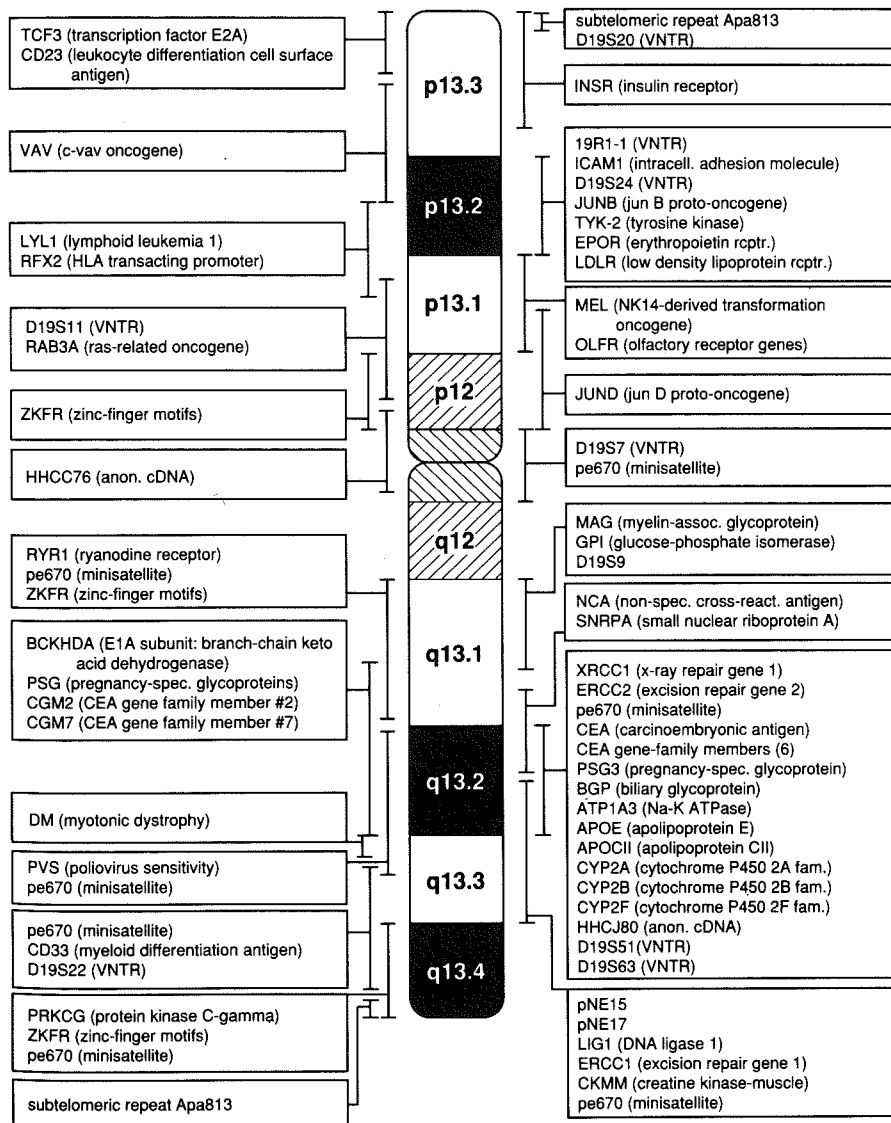 TCF3 (transcription factor E2A)
CD23 (leukocyte differentiation cell surface
antigen)
VAV (c-vav oncogene)
LYL1 (lymphoid leukemia 1)
RFX2 (HLA transacting promoter)
D19S11 (VNTR)
RAB3A (ras-related oncogene)
ZKFR (zinc-finger motifs)
HHCC76 (anon. cDNA)
RYR1 (ryanodine receptor)
pe670 (minisatellite)
ZKFR (zinc-finger motifs)
BCKHDA (E1A subunit: branch-chain keto
acid dehydrogenase)
PSG (pregnancy-spec. glycoproteins)
CGM2 (CEA gene family member #2)
CGM7 (CEA gene family member #7)
DM (myotonic dystrophy)
PVS (poliovirus sensitivity)
pe670 (minisatellite)
pe670 (minisatellite)
CD33 (myeloid differentiation antigen)
D19S22 (VNTR)
PRKCG (protein kinase C-gamma)
ZKFR (zinc-finger motifs)
pe670 (minisatellite)
subtelomeric repeat Apa813
p13.3
p13.2
p13.1
p12
q12
q13.1
q13.2
q13.3
q13.4
subtelomeric repeat Apa813
D19S20 (VNTR)
INSR (insulin receptor)
19R1-1 (VNTR)
ICAM1 (intracell. adhesion molecule)
D19S24 (VNTR)
JUNB (jun B proto-oncogene)
TYK-2 (tyrosine kinase)
EPOR (erythropoietin rcptr.)
LDLR (low density lipoprotein rcptr.)
MEL (NK14-derived transformation
oncogene)
OLFR (olfactory receptor genes)
JUND (jun D proto-oncogene)
D19S7 (VNTR)
pe670 (minisatellite)
MAG (myelin-assoc. glycoprotein)
GPI (glucose-phosphate isomerase)
D19S9
NCA (non-spec. cross-react. antigen)
SNRPA (small nuclear riboprotein A)
XRCC1 (x-ray repair gene 1)
ERCC2 (excision repair gene 2)
pe670 (minisatellite)
CEA (carcinoembryonic antigen)
CEA gene-family members (6)
PSG3 (pregnancy-spec. glycoprotein)
BGP (biliary glycoprotein)
ATP1A3 (Na-K ATPase)
APOE (apolipoprotein E)
APOCII (apolipoprotein CII)
CYP2A (cytochrome P450 2A fam.)
CYP2B (cytochrome P450 2B fam.)
CYP2F (cytochrome P450 2F fam.)
HHCJ80 (anon. cDNA)
D19S51(VNTR)
D19S63 (VNTR)
pNE15
pNE17
LIG1 (DNA ligase 1)
ERCC1 (excision repair gene 1)
CKMM (creatine kinase-muscle)
pe670 (minisatellite)